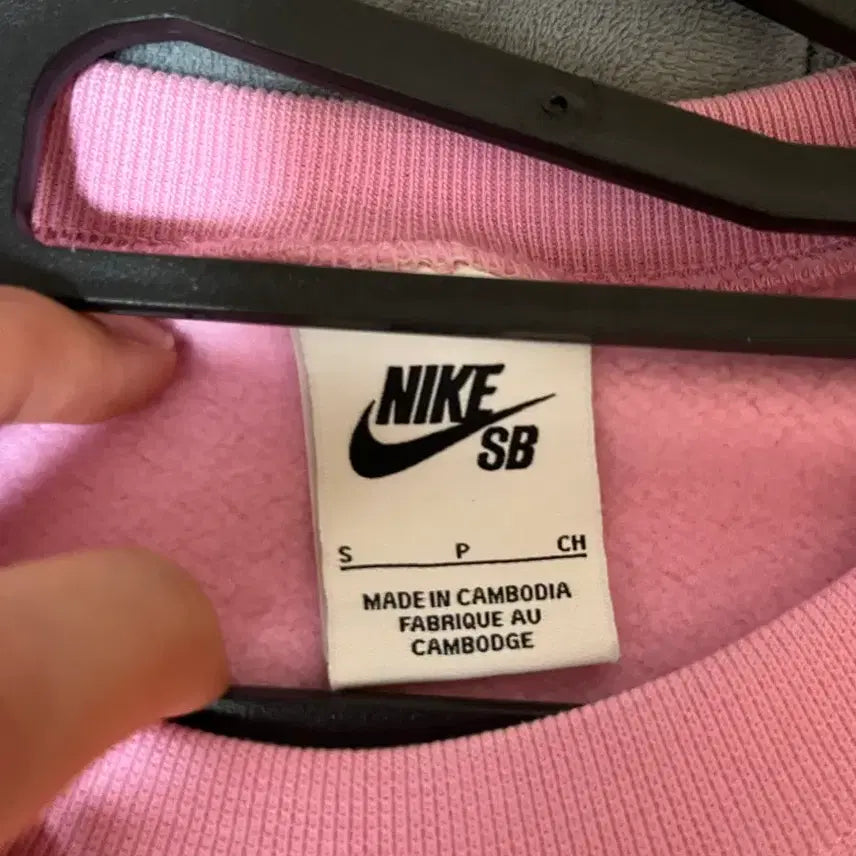 NIKE
SB
S P CH
MADE IN CAMBODIA
FABRIQUE AU
CAMBODGE